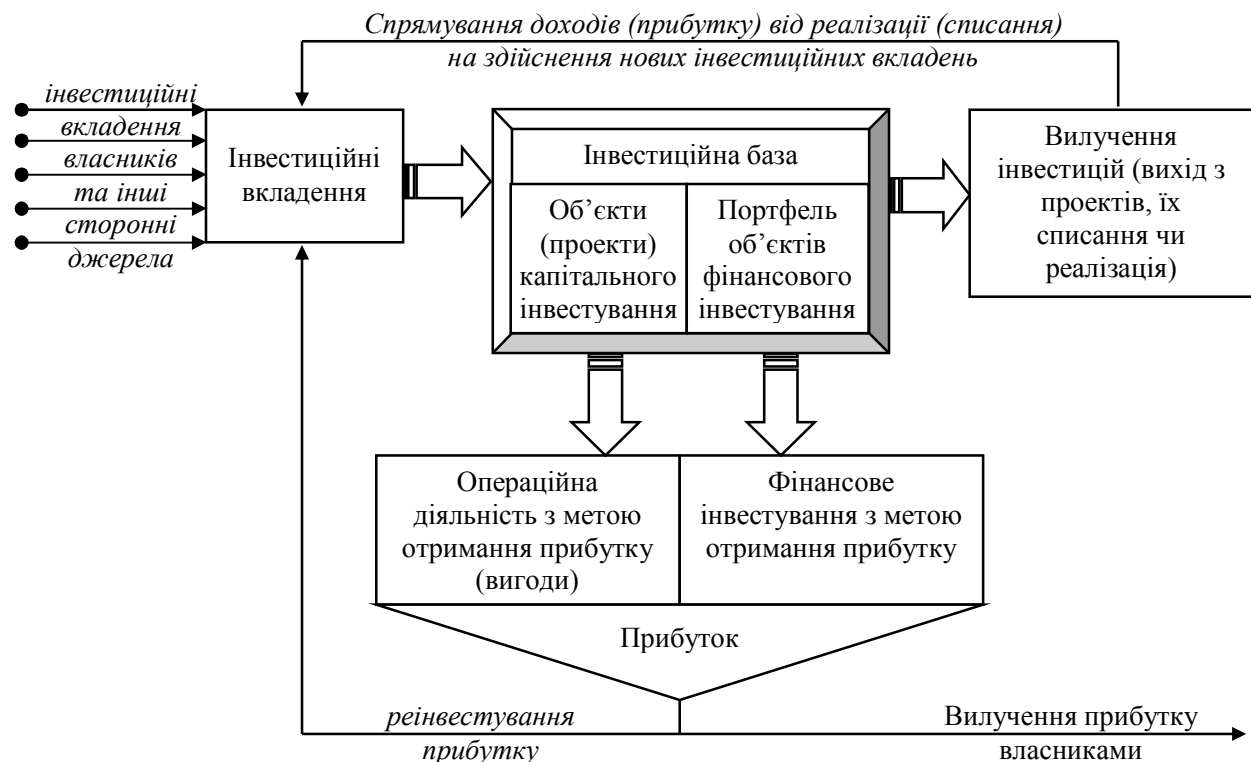 Спрямування доходів (прибутку) від реалізації (списання)
на здійснення нових інвестиційних вкладень
інвестиційні
вкладення
власників
та інші
сторонні
джерела
Інвестиційні
вкладення
Інвестиційна база
Об’єкти
(проекти)
капітального
інвестування
Портфель
об’єктів
фінансового
інвестування
Вилучення
інвестицій (вихід з
проектів, їх
списання чи
реалізація)
Операційна
діяльність з метою
отримання прибутку
(вигоди)
Фінансове
інвестування з метою
отримання прибутку
Прибуток
реінвестування
прибутку
Вилучення прибутку
власниками